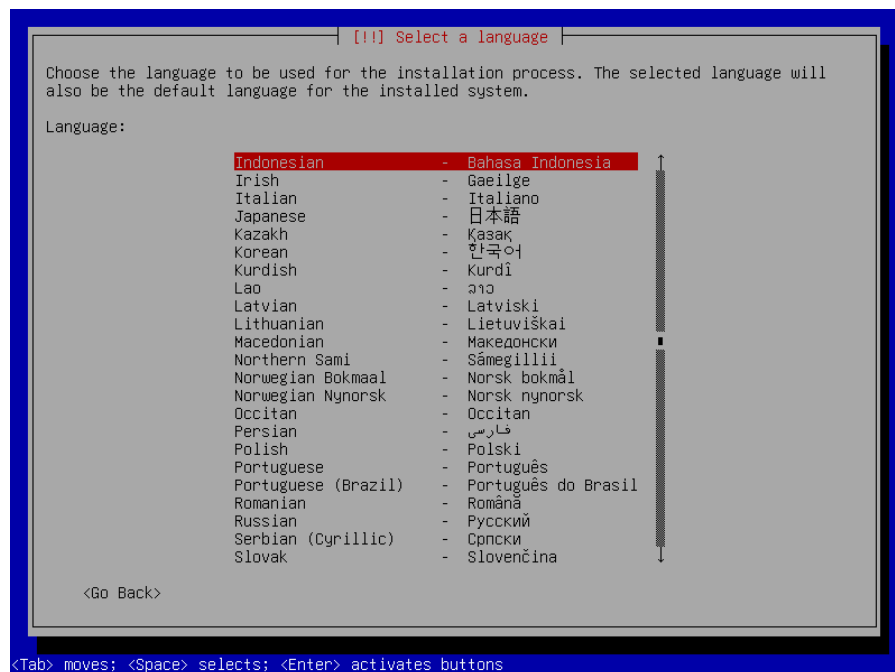 [!!] Select a language
Choose the language to be used for the installation process. The selected language will
also be the default language for the installed system.
Language:
Indonesian - Bahasa Indonesia
Irish - Gaeilge
Italian - Italiano
Japanese - 日本語
Kazakh - Қазақ
Korean - 한국어
Kurdish - Kurdî
Lao - ລາວ
Latvian - Latviski
Lithuanian - Lietuviškai
Macedonian - Македонски
Northern Sami - Sámegillii
Norwegian Bokmaal - Norsk bokmål
Norwegian Nynorsk - Norsk nynorsk
Occitan - Occitan
Persian - فارسی
Polish - Polski
Portuguese - Português
Portuguese (Brazil) - Português do Brasil
Romanian - Română
Russian - Русский
Serbian (Cyrillic) - Српски
Slovak - Slovenčina
<Go Back>
<Tab> moves; <Space> selects; <Enter> activates buttons